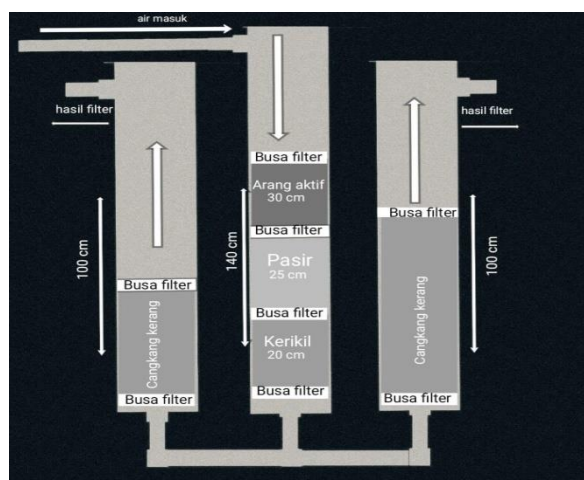 air masuk
hasil filter
100 cm
Busa filter
Cangkang kerang
Busa filter
Busa filter
Arang aktif
30 cm
Busa filter
140 cm
Pasir
25 cm
Busa filter
Kerikil
20 cm
Busa filter
hasil filter
Busa filter
100 cm
Cangkang kerang
Busa filter